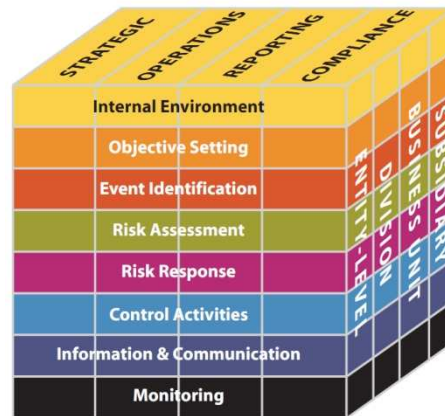 STRATEGIC
OPERATIONS
REPORTING
COMPLIANCE
Internal Environment
Objective Setting
Event Identification
Risk Assessment
Risk Response
Control Activities
Information & Communication
Monitoring
ENTITY-LEVEL
DIVISION
BUSINESS UNIT
SUBSIDIARY